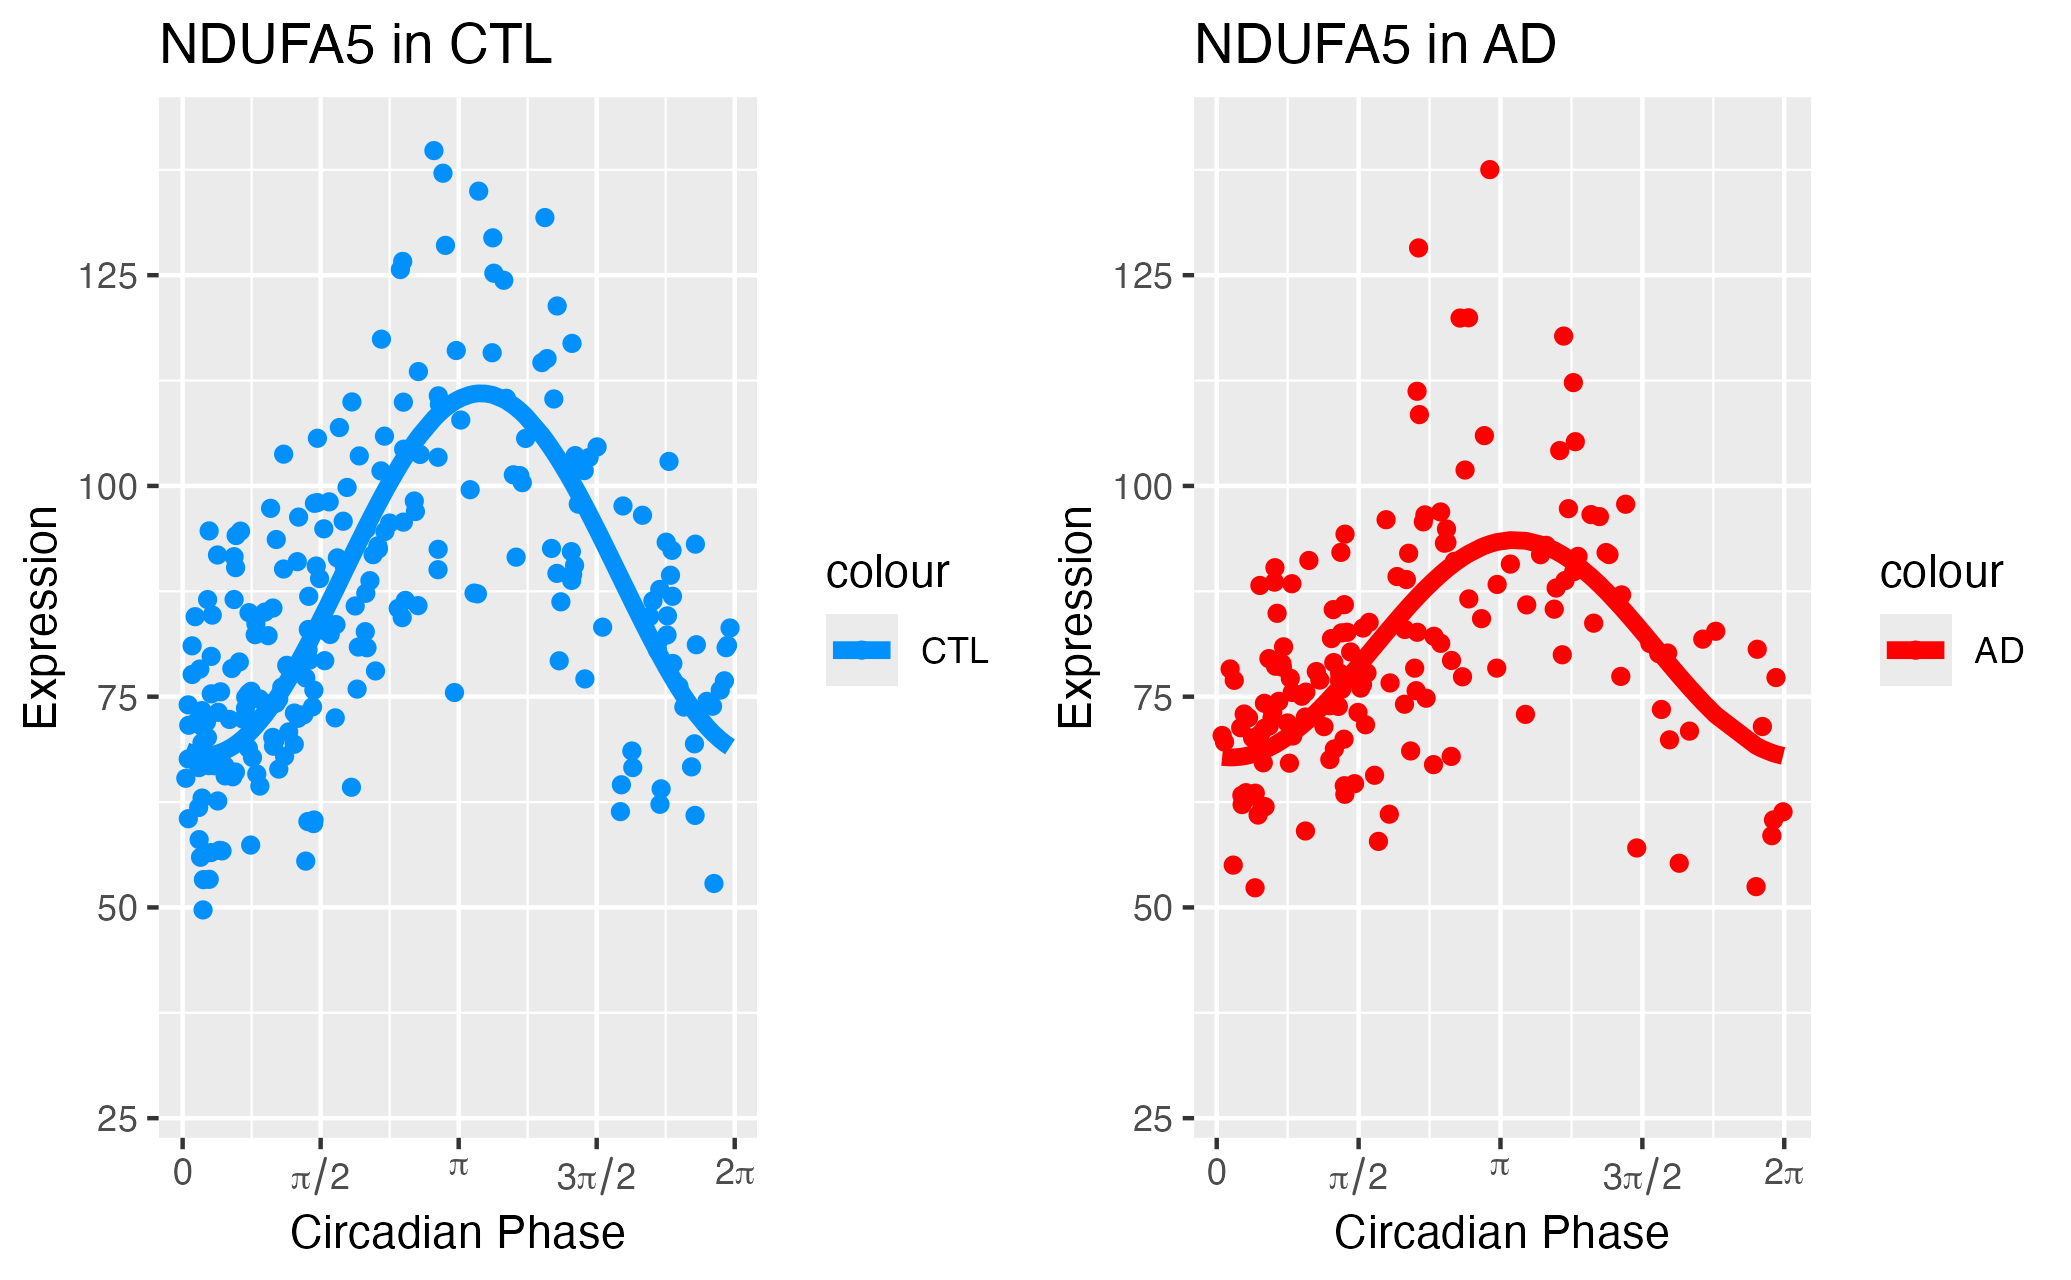 NDUFA5 in CTL
Expression
125
100
75
50
25
0
π/2
π
3π/2
2π
Circadian Phase
colour
CTL
NDUFA5 in AD
Expression
125
100
75
50
25
0
π/2
π
3π/2
2π
Circadian Phase
colour
AD